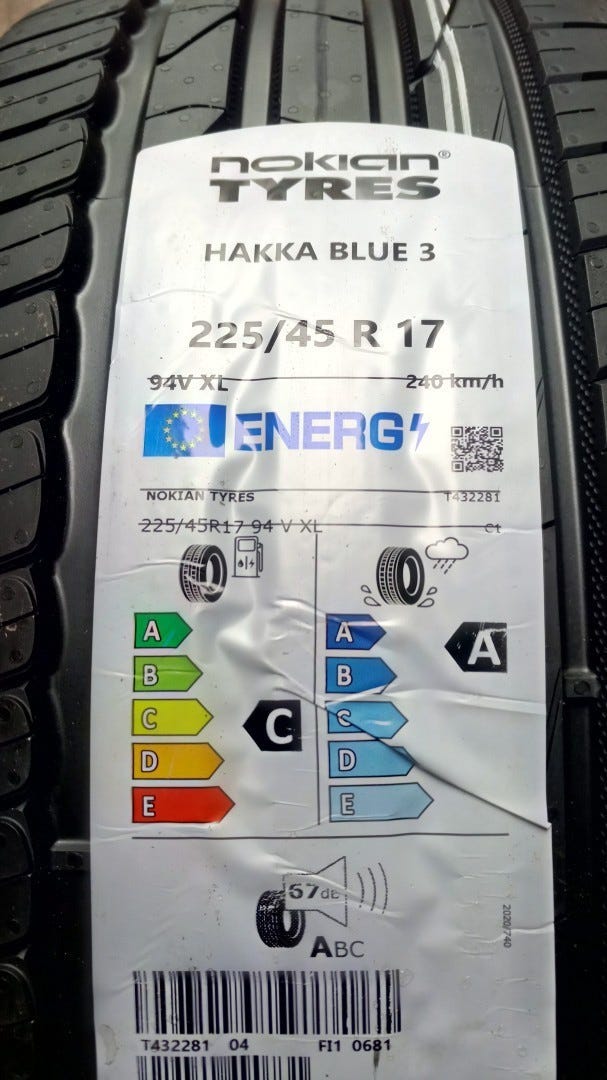 nokian®
TYRES
HAKKA BLUE 3
225/45 R 17
94V XL 240 km/h
ENERG
NOKIAN TYRES T432281
225/45R17 94 V XL C1
A A A
B B
C C C
D D
E E
67dB
ABC
2020/740
T432281 04 FI1 0681